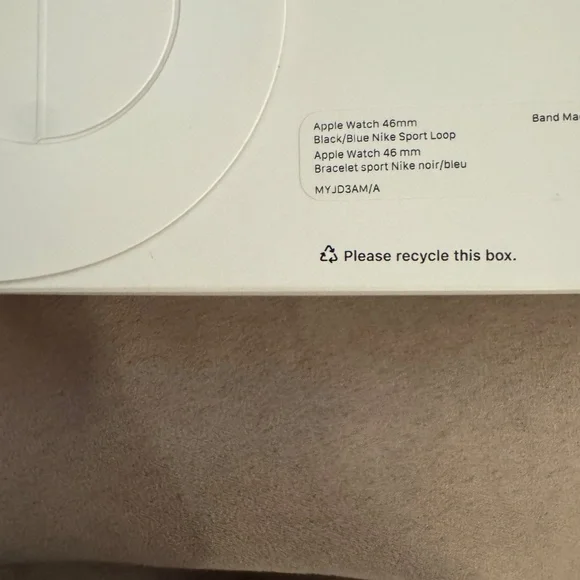 Apple Watch 46mm
Black/Blue Nike Sport Loop
Apple Watch 46 mm
Bracelet sport Nike noir/bleu
MYJD3AM/A
Band
Please recycle this box.